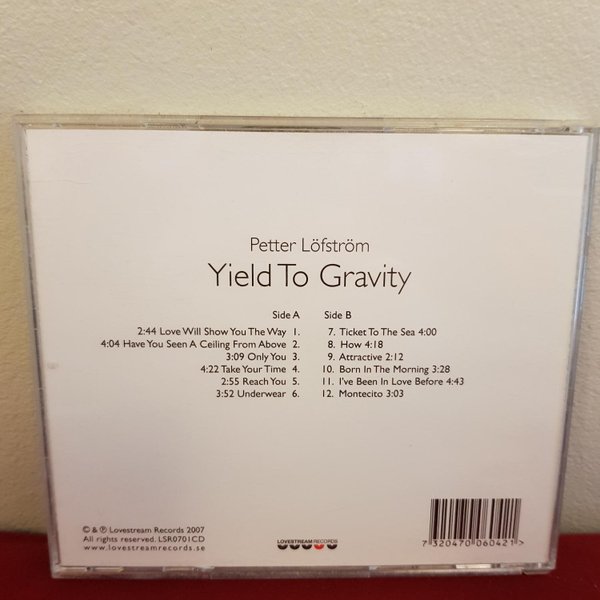 Petter Löfström
Yield To Gravity
Side A
2:44 Love Will Show You The Way 1.
4:04 Have You Seen A Ceiling From Above 2.
3:09 Only You 3.
4:22 Take Your Time 4.
2:55 Reach You 5.
3:52 Underwear 6.
Side B
7. Ticket To The Sea 4:00
8. How 4:18
9. Attractive 2:12
10. Born In The Morning 3:28
11. I've Been In Love Before 4:43
12. Montecito 3:03
© & ℗ Lovestream Records 2007
All rights reserved. LSR0701CD
www.lovestreamrecords.se
LOVESTREAM RECORDS
7 320470 060421 >